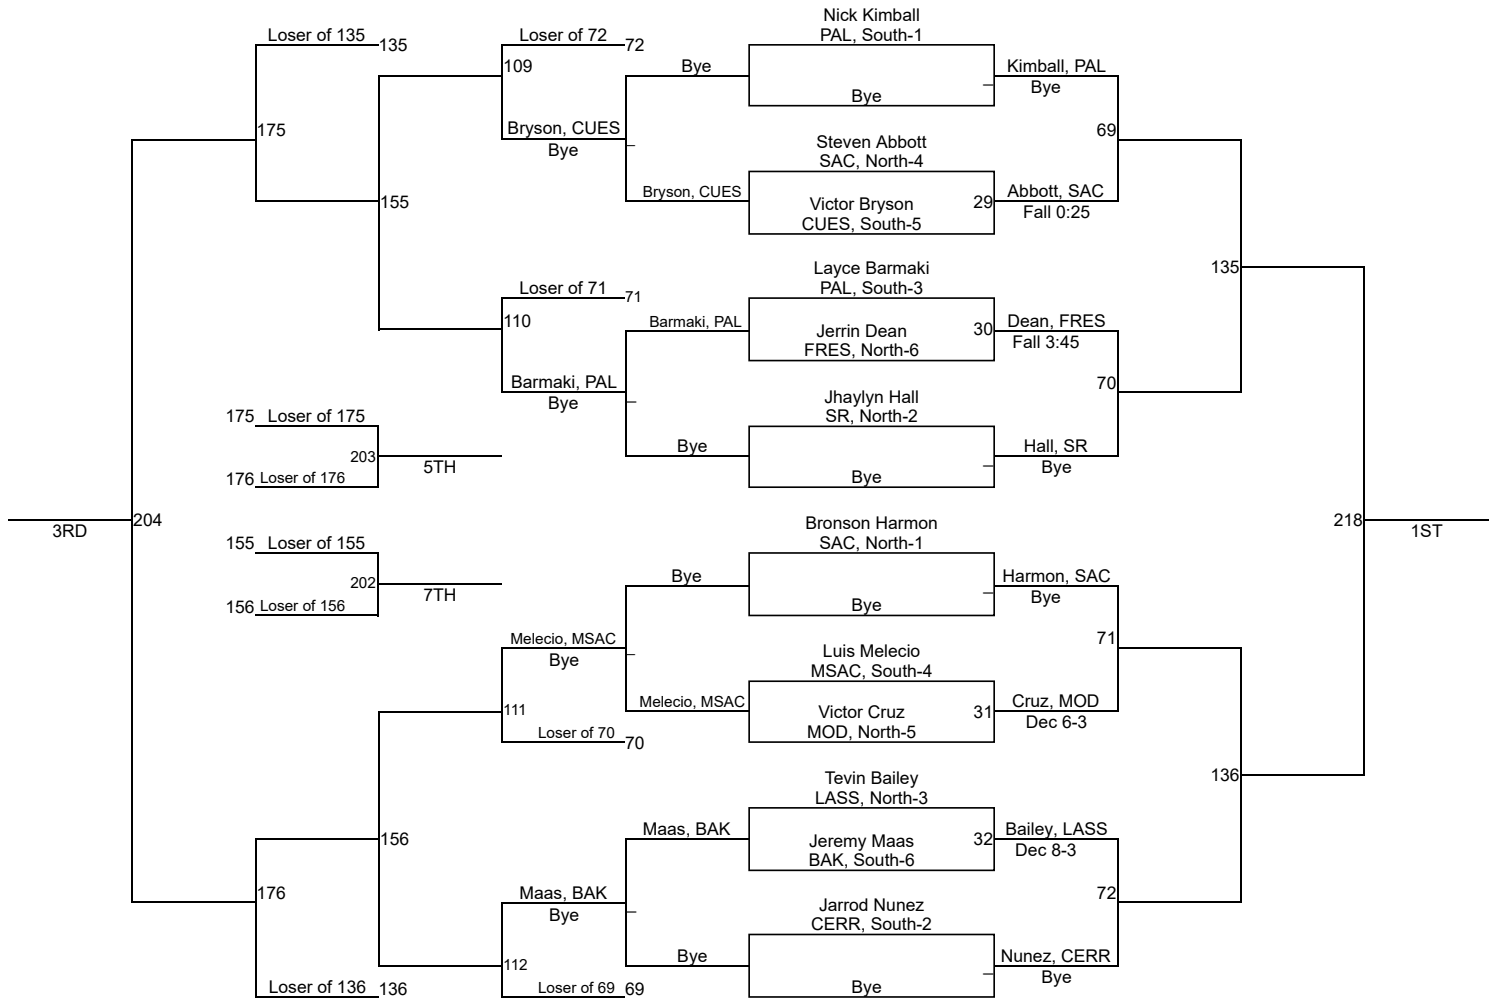 Nick Kimball
PAL, South-1
Loser of 135 135
Loser of 72 72
109
Bye
Bye
Kimball, PAL
Bye
175
Bryson, CUES
Bye
69
Steven Abbott
SAC, North-4
155
Bryson, CUES
Victor Bryson
CUES, South-5
29
Abbott, SAC
Fall 0:25
Layce Barmaki
PAL, South-3
135
Loser of 71 71
110
Barmaki, PAL
Jerrin Dean
FRES, North-6
30
Dean, FRES
Fall 3:45
Barmaki, PAL
Bye
70
Jhaylyn Hall
SR, North-2
175 Loser of 175
203
5TH
176 Loser of 176
Bye
Bye
Hall, SR
Bye
3RD
204
218
1ST
Bronson Harmon
SAC, North-1
155 Loser of 155
202
7TH
156 Loser of 156
Bye
Bye
Harmon, SAC
Bye
Melecio, MSAC
Bye
71
Luis Melecio
MSAC, South-4
111
Melecio, MSAC
Victor Cruz
MOD, North-5
31
Cruz, MOD
Dec 6-3
Loser of 70 70
Tevin Bailey
LASS, North-3
136
156
Maas, BAK
Jeremy Maas
BAK, South-6
32
Bailey, LASS
Dec 8-3
176
Maas, BAK
Bye
72
Jarrod Nunez
CERR, South-2
112
Bye
Bye
Nunez, CERR
Bye
Loser of 136 136
Loser of 69 69